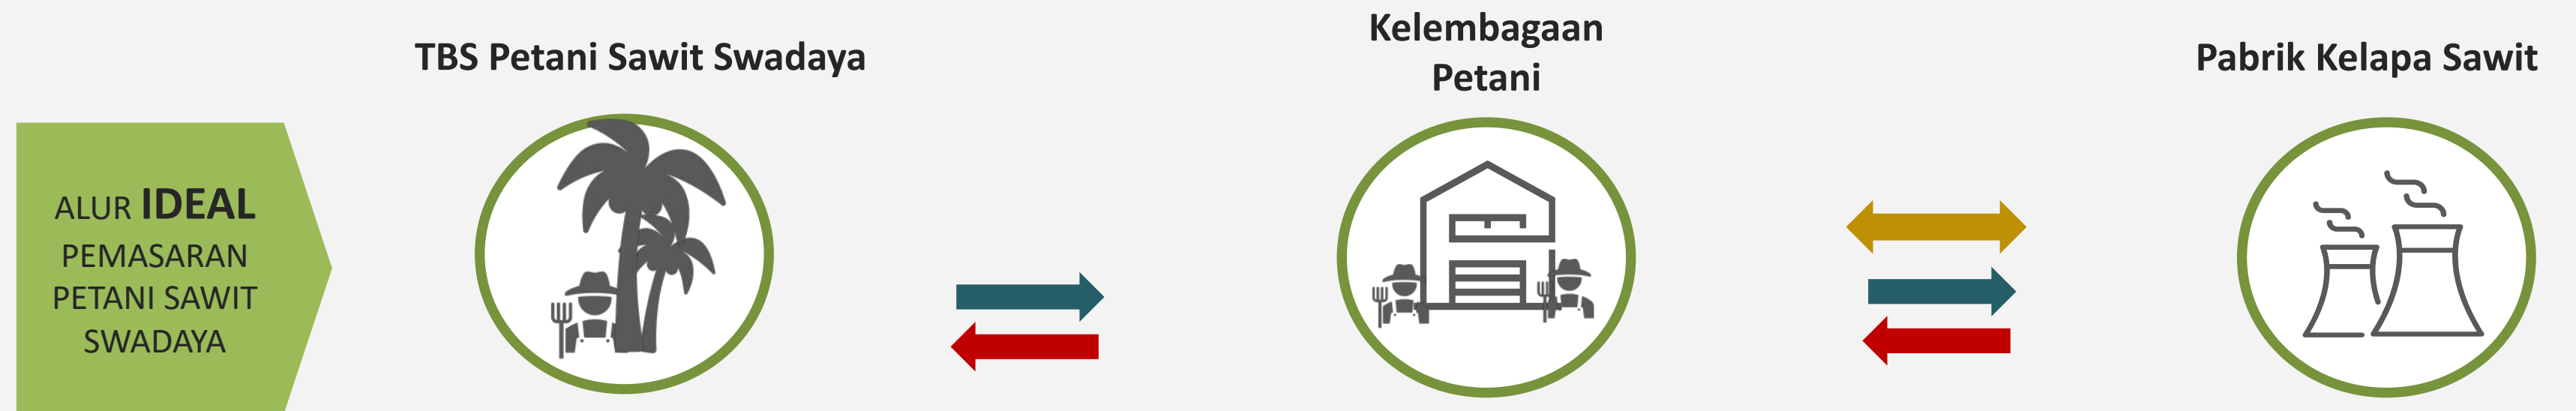 TBS Petani Sawit Swadaya
Kelembagaan
Petani
Pabrik Kelapa Sawit
ALUR IDEAL
PEMASARAN
PETANI SAWIT
SWADAYA